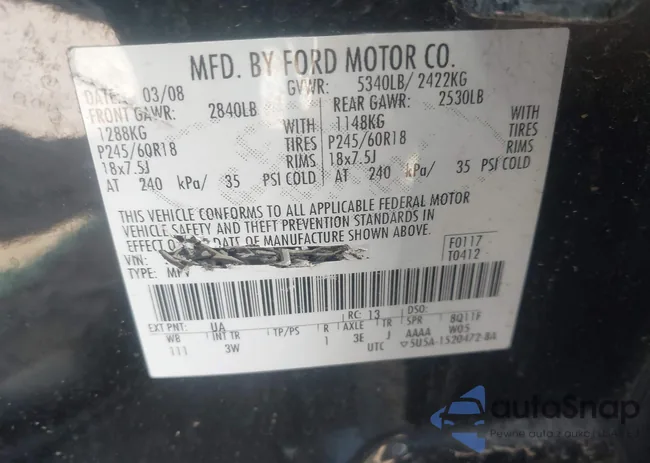 MFD. BY FORD MOTOR CO.
DATE: 03/08 GVWR: 5340LB/ 2422KG
FRONT GAWR: 2840LB REAR GAWR: 2530LB
1288KG WITH 1148KG WITH
P245/60R18 TIRES P245/60R18 TIRES
18x7.5J RIMS 18x7.5J RIMS
AT 240 kPa/ 35 PSI COLD AT 240 kPa/ 35 PSI COLD
THIS VEHICLE CONFORMS TO ALL APPLICABLE FEDERAL MOTOR
VEHICLE SAFETY AND THEFT PREVENTION STANDARDS IN
EFFECT DATE OF MANUFACTURE SHOWN ABOVE.
VIN: F0117
TYPE: MPV T0412
EXT PNT: UA RC: 13 DSO:
WB INT TR TP/PS R AXLE TR SPR 8Q11F
111 3W 1 3E J AAAA W05
UTC 5U5A-1520472-BA
autoSnap